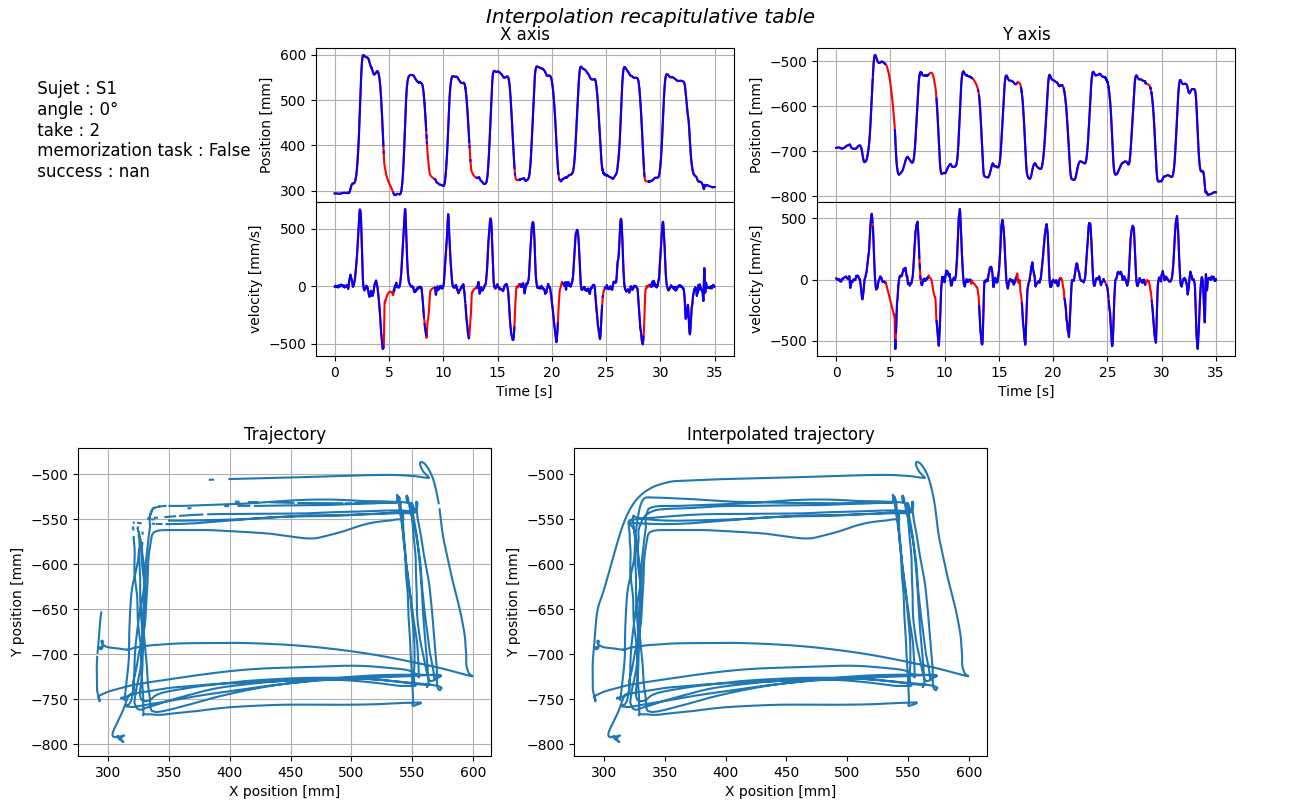 Interpolation recapitulative table
Sujet : S1
angle : 0°
take : 2
memorization task : False
success : nan
X axis
Position [mm]
600
500
400
300
velocity [mm/s]
500
0
−500
0 5 10 15 20 25 30 35
Time [s]
Y axis
Position [mm]
−500
−600
−700
−800
velocity [mm/s]
500
0
−500
0 5 10 15 20 25 30 35
Time [s]
Trajectory
Y position [mm]
−500
−550
−600
−650
−700
−750
−800
300 350 400 450 500 550 600
X position [mm]
Interpolated trajectory
Y position [mm]
−500
−550
−600
−650
−700
−750
−800
300 350 400 450 500 550 600
X position [mm]